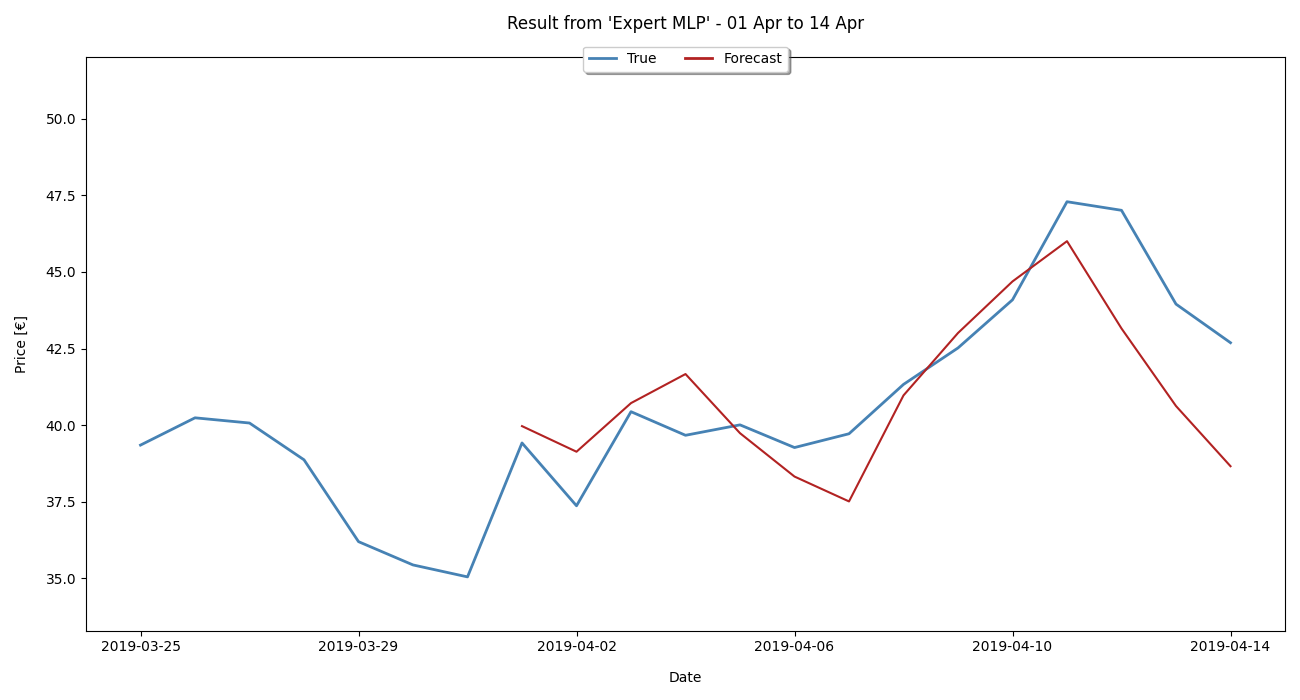 Result from 'Expert MLP' - 01 Apr to 14 Apr
True Forecast
50.0
47.5
45.0
42.5
40.0
37.5
35.0
Price [€]
2019-03-25 2019-03-29 2019-04-02 2019-04-06 2019-04-10 2019-04-14
Date